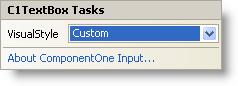 C1TextBox Tasks
VisualStyle Custom
About ComponentOne Input...